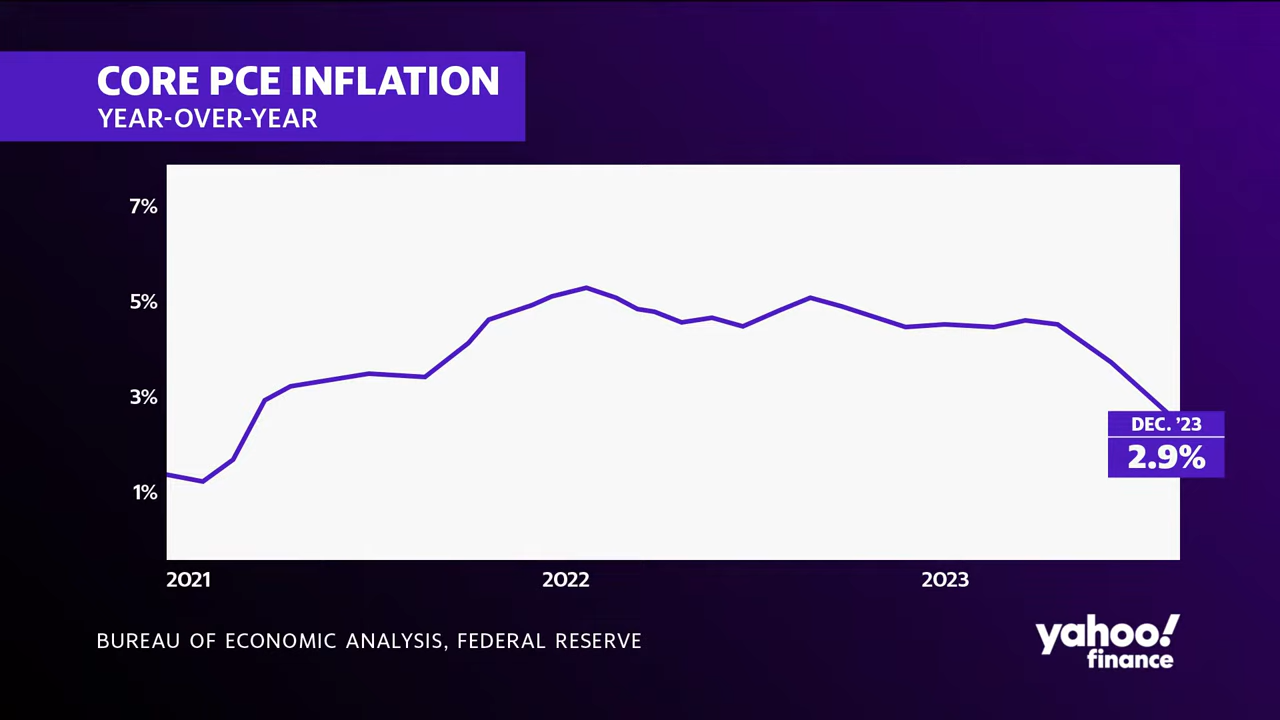 CORE PCE INFLATION
YEAR-OVER-YEAR
7%
5%
3%
1%
DEC. ’23
2.9%
2021
2022
2023
BUREAU OF ECONOMIC ANALYSIS, FEDERAL RESERVE
yahoo!
finance